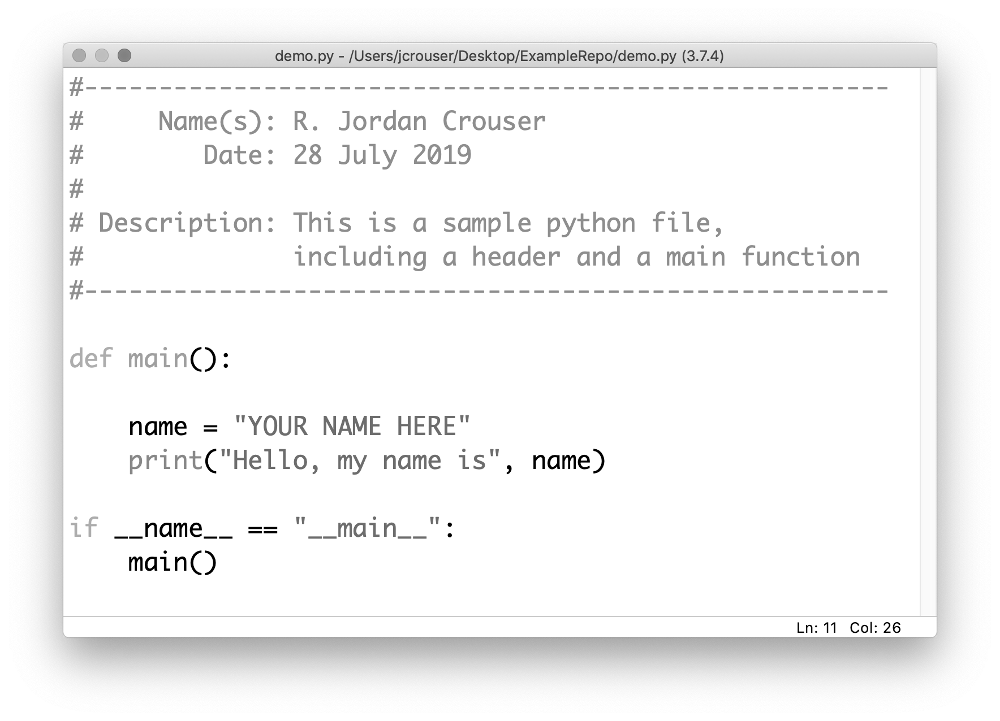 demo.py - /Users/jcrouser/Desktop/ExampleRepo/demo.py (3.7.4)
#------------------------------------------------------
#     Name(s): R. Jordan Crouser
#        Date: 28 July 2019
#
# Description: This is a sample python file,
#              including a header and a main function
#------------------------------------------------------
def main():
    name = "YOUR NAME HERE"
    print("Hello, my name is", name)
if __name__ == "__main__":
    main()
Ln: 11 Col: 26